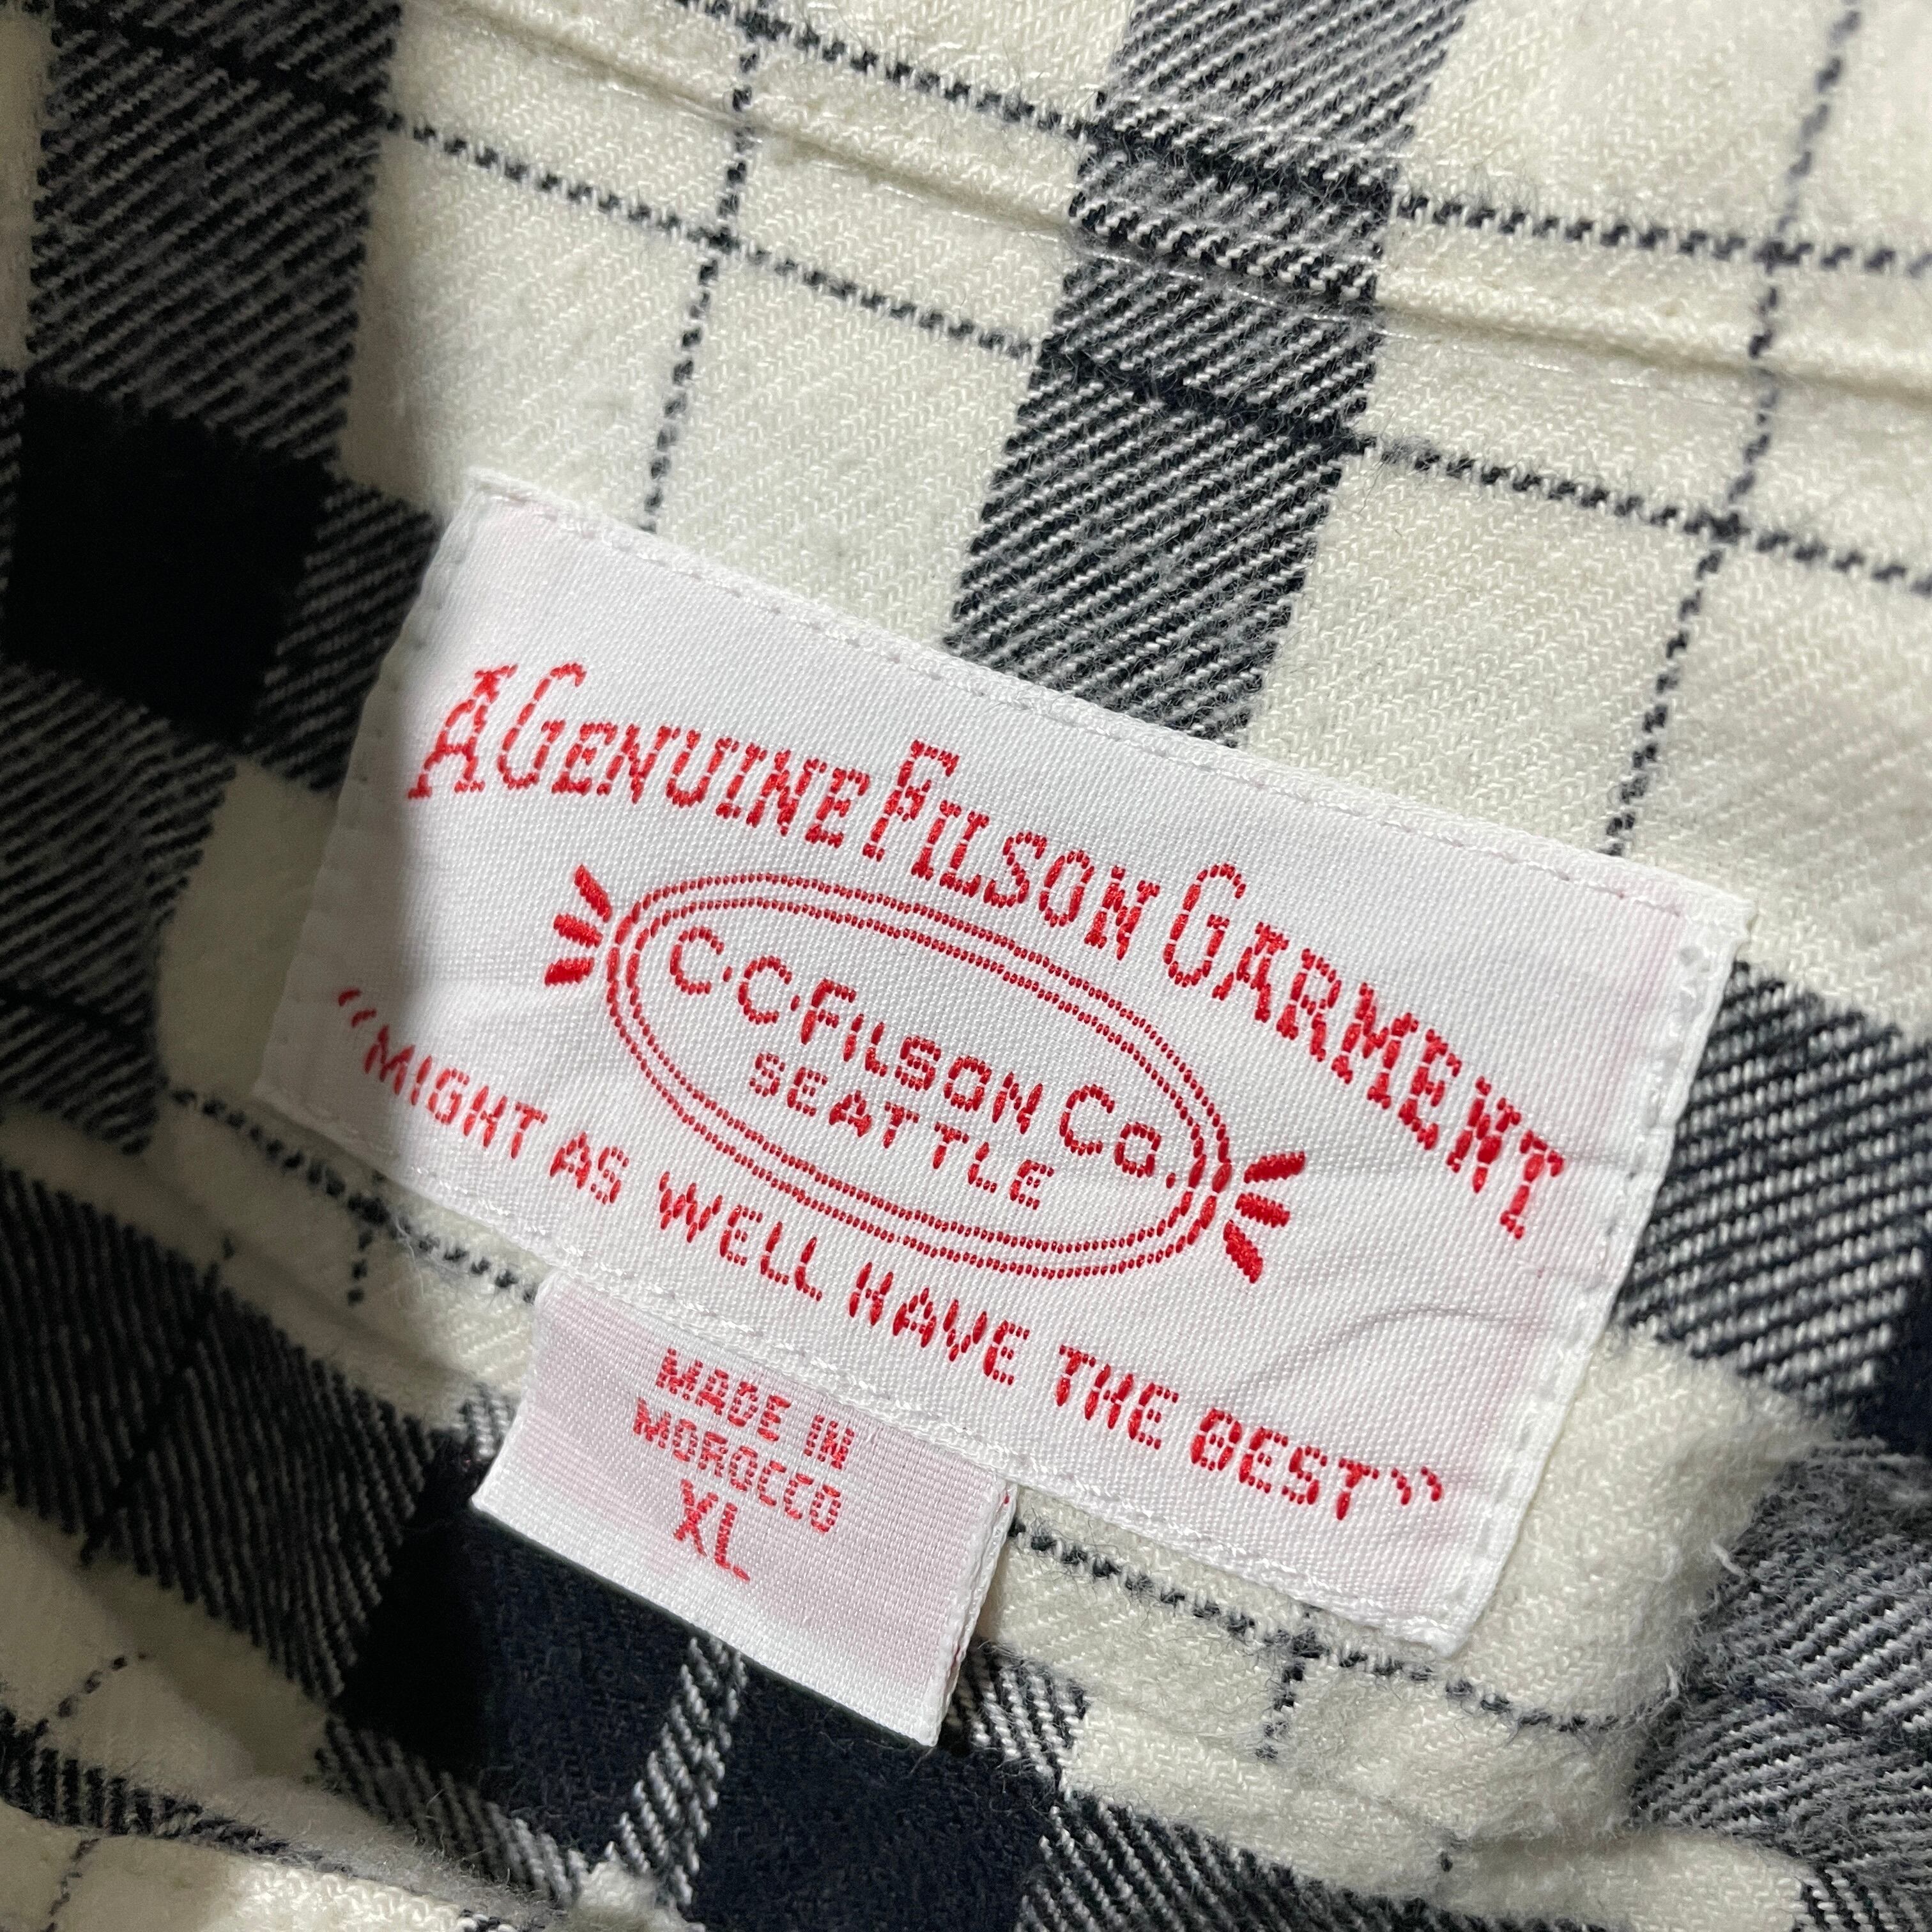 A GENUINE FILSON GARMENT
C.C. FILSON CO.
SEATTLE
"MIGHT AS WELL HAVE THE BEST"
MADE IN
MOROCCO
XL